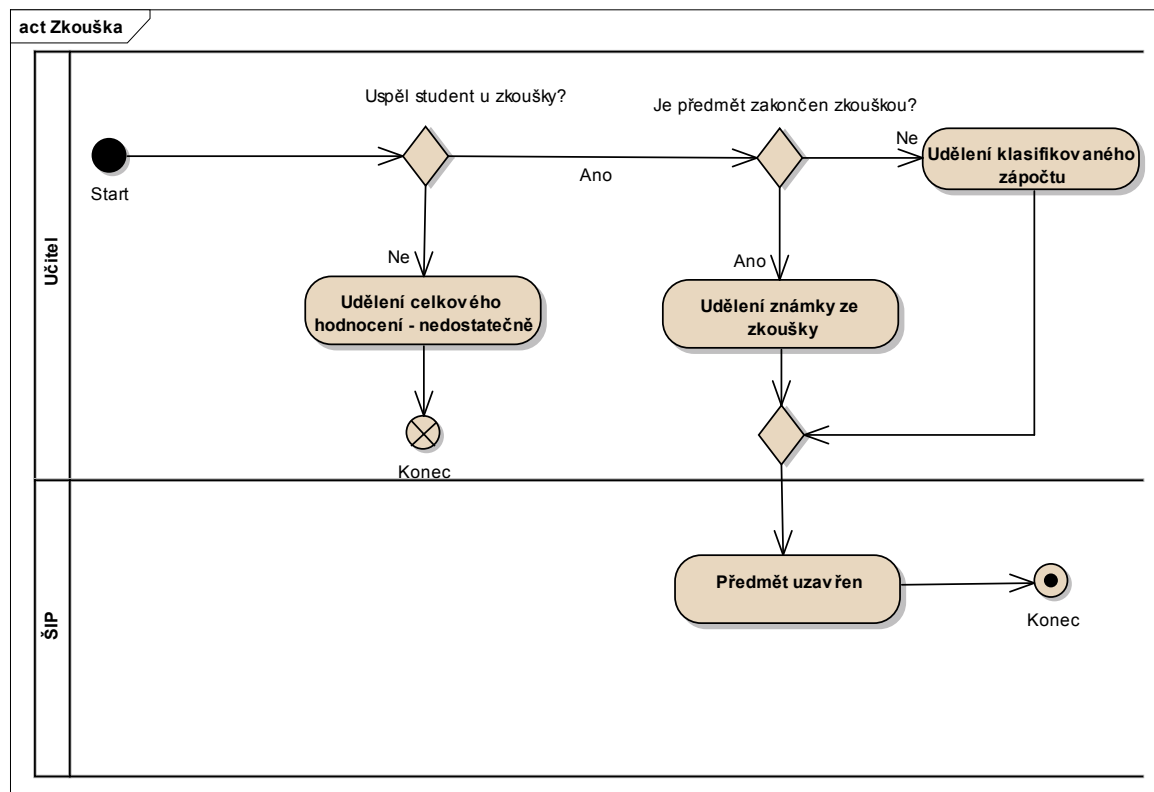 act Zkouška
Uspěl student u zkoušky?
Je předmět zakončen zkouškou?
Ne
Udělení klasifikovaného
zápočtu
Start
Ano
Učitel
Ne
Ano
Udělení celkového
hodnocení - nedostatečně
Udělení známky ze
zkoušky
Konec
ŠIP
Předmět uzavřen
Konec